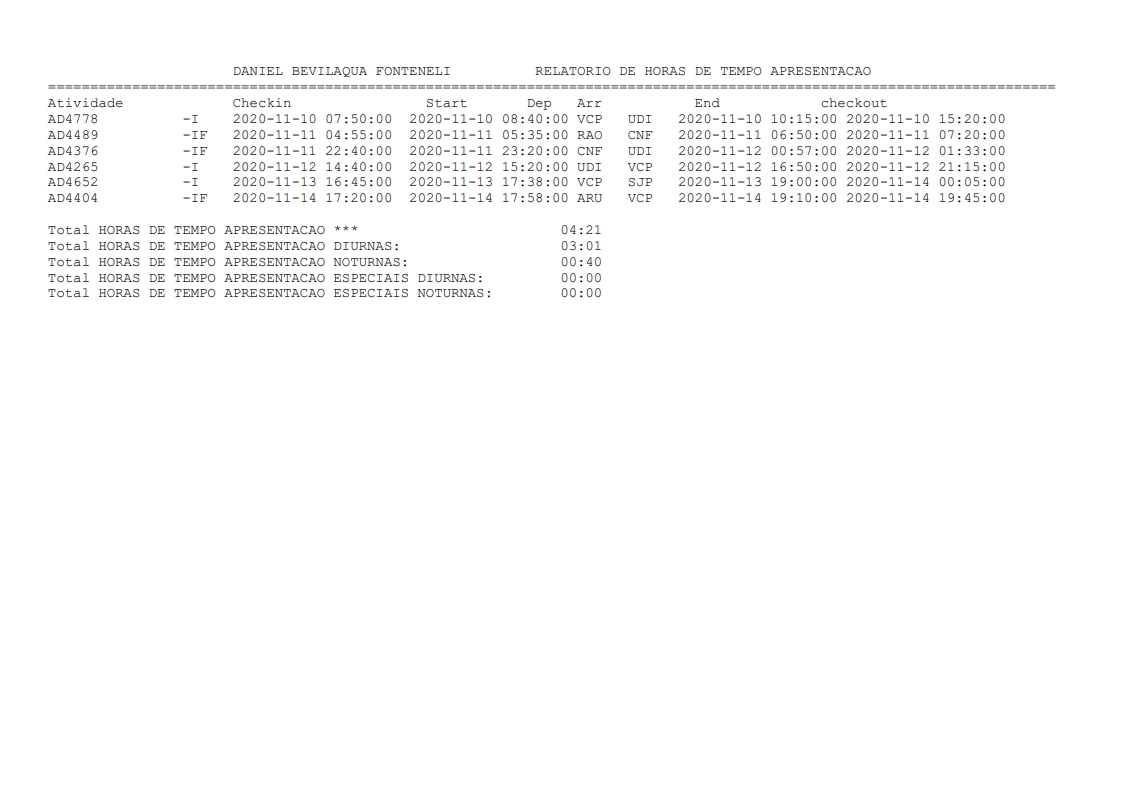 DANIEL BEVILAQUA FONTENELI RELATORIO DE HORAS DE TEMPO APRESENTACAO
========================================================================================================================
Atividade Checkin Start Dep Arr End checkout
AD4778 -I 2020-11-10 07:50:00 2020-11-10 08:40:00 VCP UDI 2020-11-10 10:15:00 2020-11-10 15:20:00
AD4489 -IF 2020-11-11 04:55:00 2020-11-11 05:35:00 RAO CNF 2020-11-11 06:50:00 2020-11-11 07:20:00
AD4376 -IF 2020-11-11 22:40:00 2020-11-11 23:20:00 CNF UDI 2020-11-12 00:57:00 2020-11-12 01:33:00
AD4265 -I 2020-11-12 14:40:00 2020-11-12 15:20:00 UDI VCP 2020-11-12 16:50:00 2020-11-12 21:15:00
AD4652 -I 2020-11-13 16:45:00 2020-11-13 17:38:00 VCP SJP 2020-11-13 19:00:00 2020-11-14 00:05:00
AD4404 -IF 2020-11-14 17:20:00 2020-11-14 17:58:00 ARU VCP 2020-11-14 19:10:00 2020-11-14 19:45:00
Total HORAS DE TEMPO APRESENTACAO *** 04:21
Total HORAS DE TEMPO APRESENTACAO DIURNAS: 03:01
Total HORAS DE TEMPO APRESENTACAO NOTURNAS: 00:40
Total HORAS DE TEMPO APRESENTACAO ESPECIAIS DIURNAS: 00:00
Total HORAS DE TEMPO APRESENTACAO ESPECIAIS NOTURNAS: 00:00